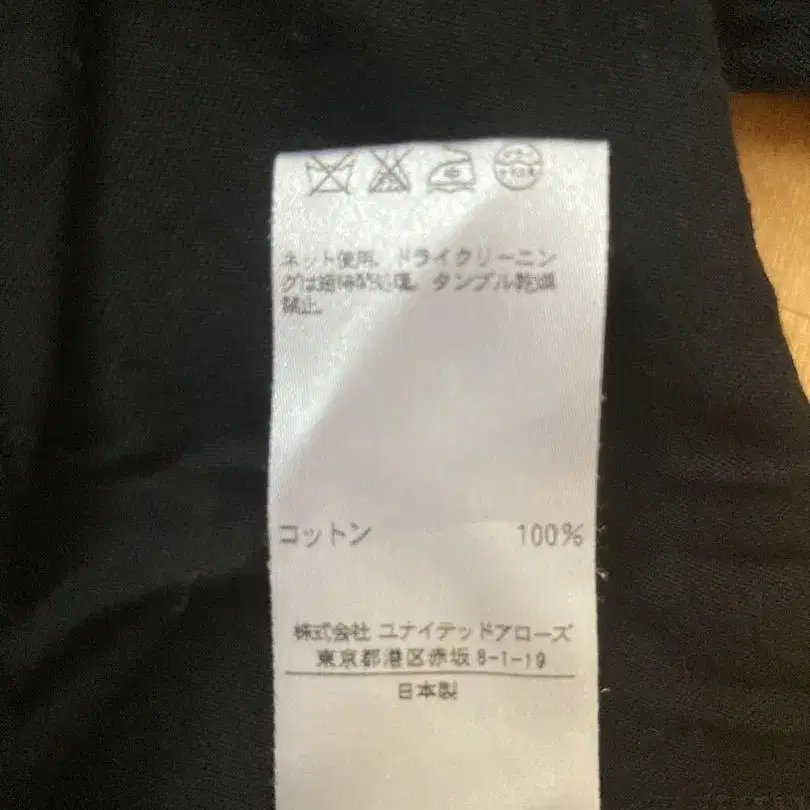 ネット使用。ドライクリーニン
グは短時間処理。タンブル乾燥
禁止。
コットン 100%
株式会社 ユナイテッドアローズ
東京都港区赤坂 8-1-19
日本製